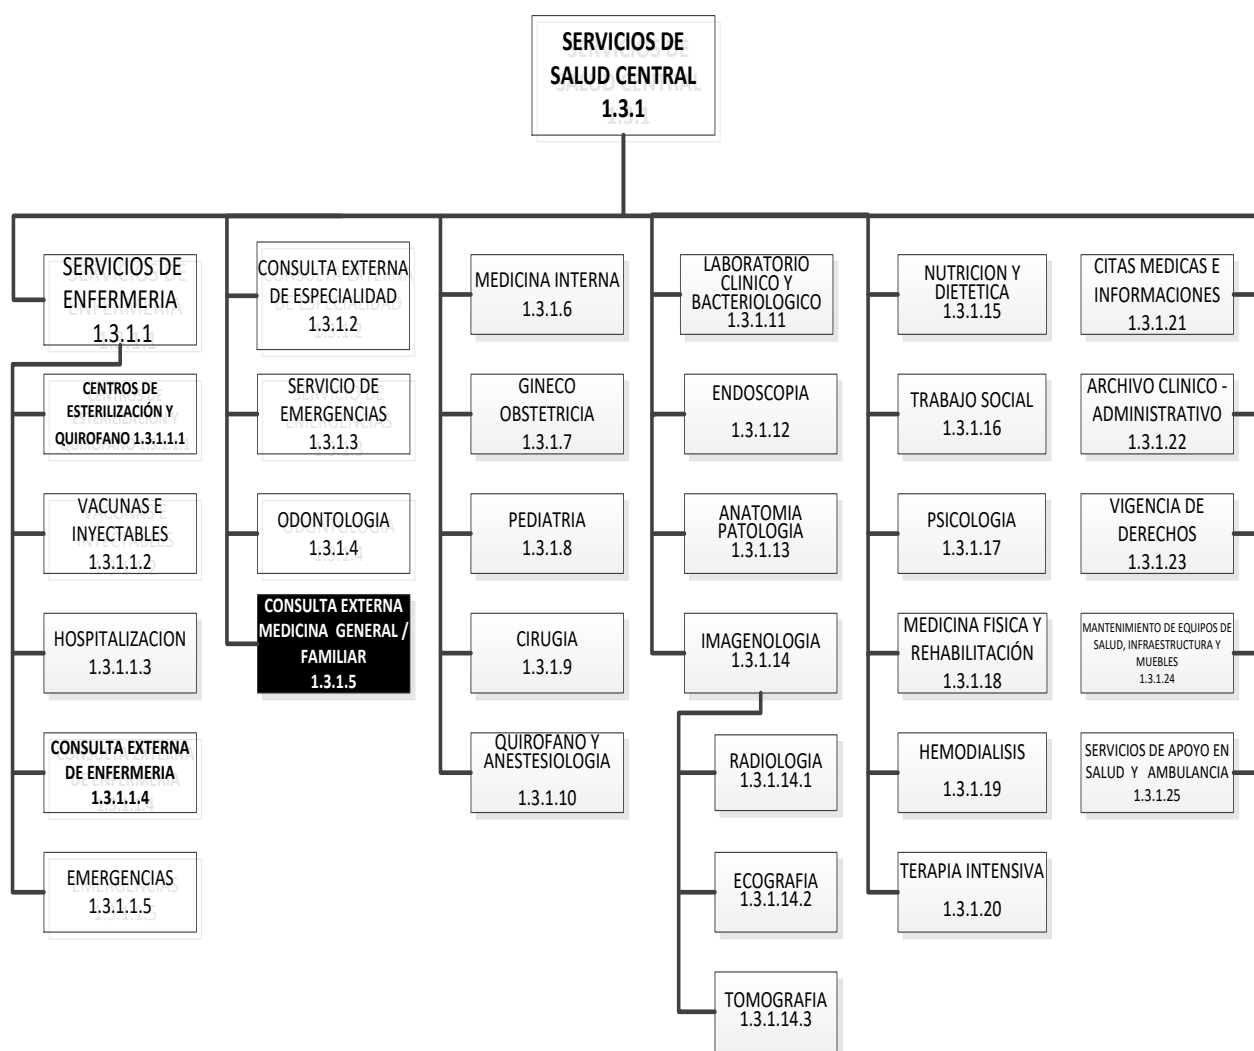 SERVICIOS DE
SALUD CENTRAL
1.3.1
SERVICIOS DE
ENFERMERIA
1.3.1.1
CENTROS DE
ESTERILIZACIÓN Y
QUIROFANO 1.3.1.1.1
VACUNAS E
INYECTABLES
1.3.1.1.2
HOSPITALIZACION
1.3.1.1.3
CONSULTA EXTERNA
DE ENFERMERIA
1.3.1.1.4
EMERGENCIAS
1.3.1.1.5
CONSULTA EXTERNA
DE ESPECIALIDAD
1.3.1.2
SERVICIO DE
EMERGENCIAS
1.3.1.3
ODONTOLOGIA
1.3.1.4
CONSULTA EXTERNA
MEDICINA GENERAL /
FAMILIAR
1.3.1.5
MEDICINA INTERNA
1.3.1.6
GINECO
OBSTETRICIA
1.3.1.7
PEDIATRIA
1.3.1.8
CIRUGIA
1.3.1.9
QUIROFANO Y
ANESTESIOLOGIA
1.3.1.10
LABORATORIO
CLINICO Y
BACTERIOLOGICO
1.3.1.11
ENDOSCOPIA
1.3.1.12
ANATOMIA
PATOLOGIA
1.3.1.13
IMAGENOLOGIA
1.3.1.14
RADIOLOGIA
1.3.1.14.1
ECOGRAFIA
1.3.1.14.2
TOMOGRAFIA
1.3.1.14.3
NUTRICION Y
DIETETICA
1.3.1.15
TRABAJO SOCIAL
1.3.1.16
PSICOLOGIA
1.3.1.17
MEDICINA FISICA Y
REHABILITACIÓN
1.3.1.18
HEMODIALISIS
1.3.1.19
TERAPIA INTENSIVA
1.3.1.20
CITAS MEDICAS E
INFORMACIONES
1.3.1.21
ARCHIVO CLINICO -
ADMINISTRATIVO
1.3.1.22
VIGENCIA DE
DERECHOS
1.3.1.23
MANTENIMIENTO DE EQUIPOS DE
SALUD, INFRAESTRUCTURA Y
MUEBLES
1.3.1.24
SERVICIOS DE APOYO EN
SALUD Y AMBULANCIA
1.3.1.25